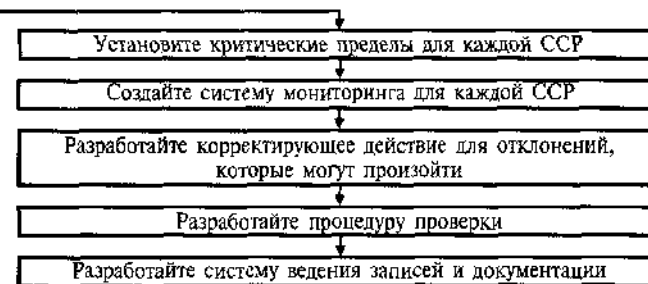 Установите критические пределы для каждой ССР
Создайте систему мониторинга для каждой ССР
Разработайте корректирующее действие для отклонений,
которые могут произойти
Разработайте процедуру проверки
Разработайте систему ведения записей и документации